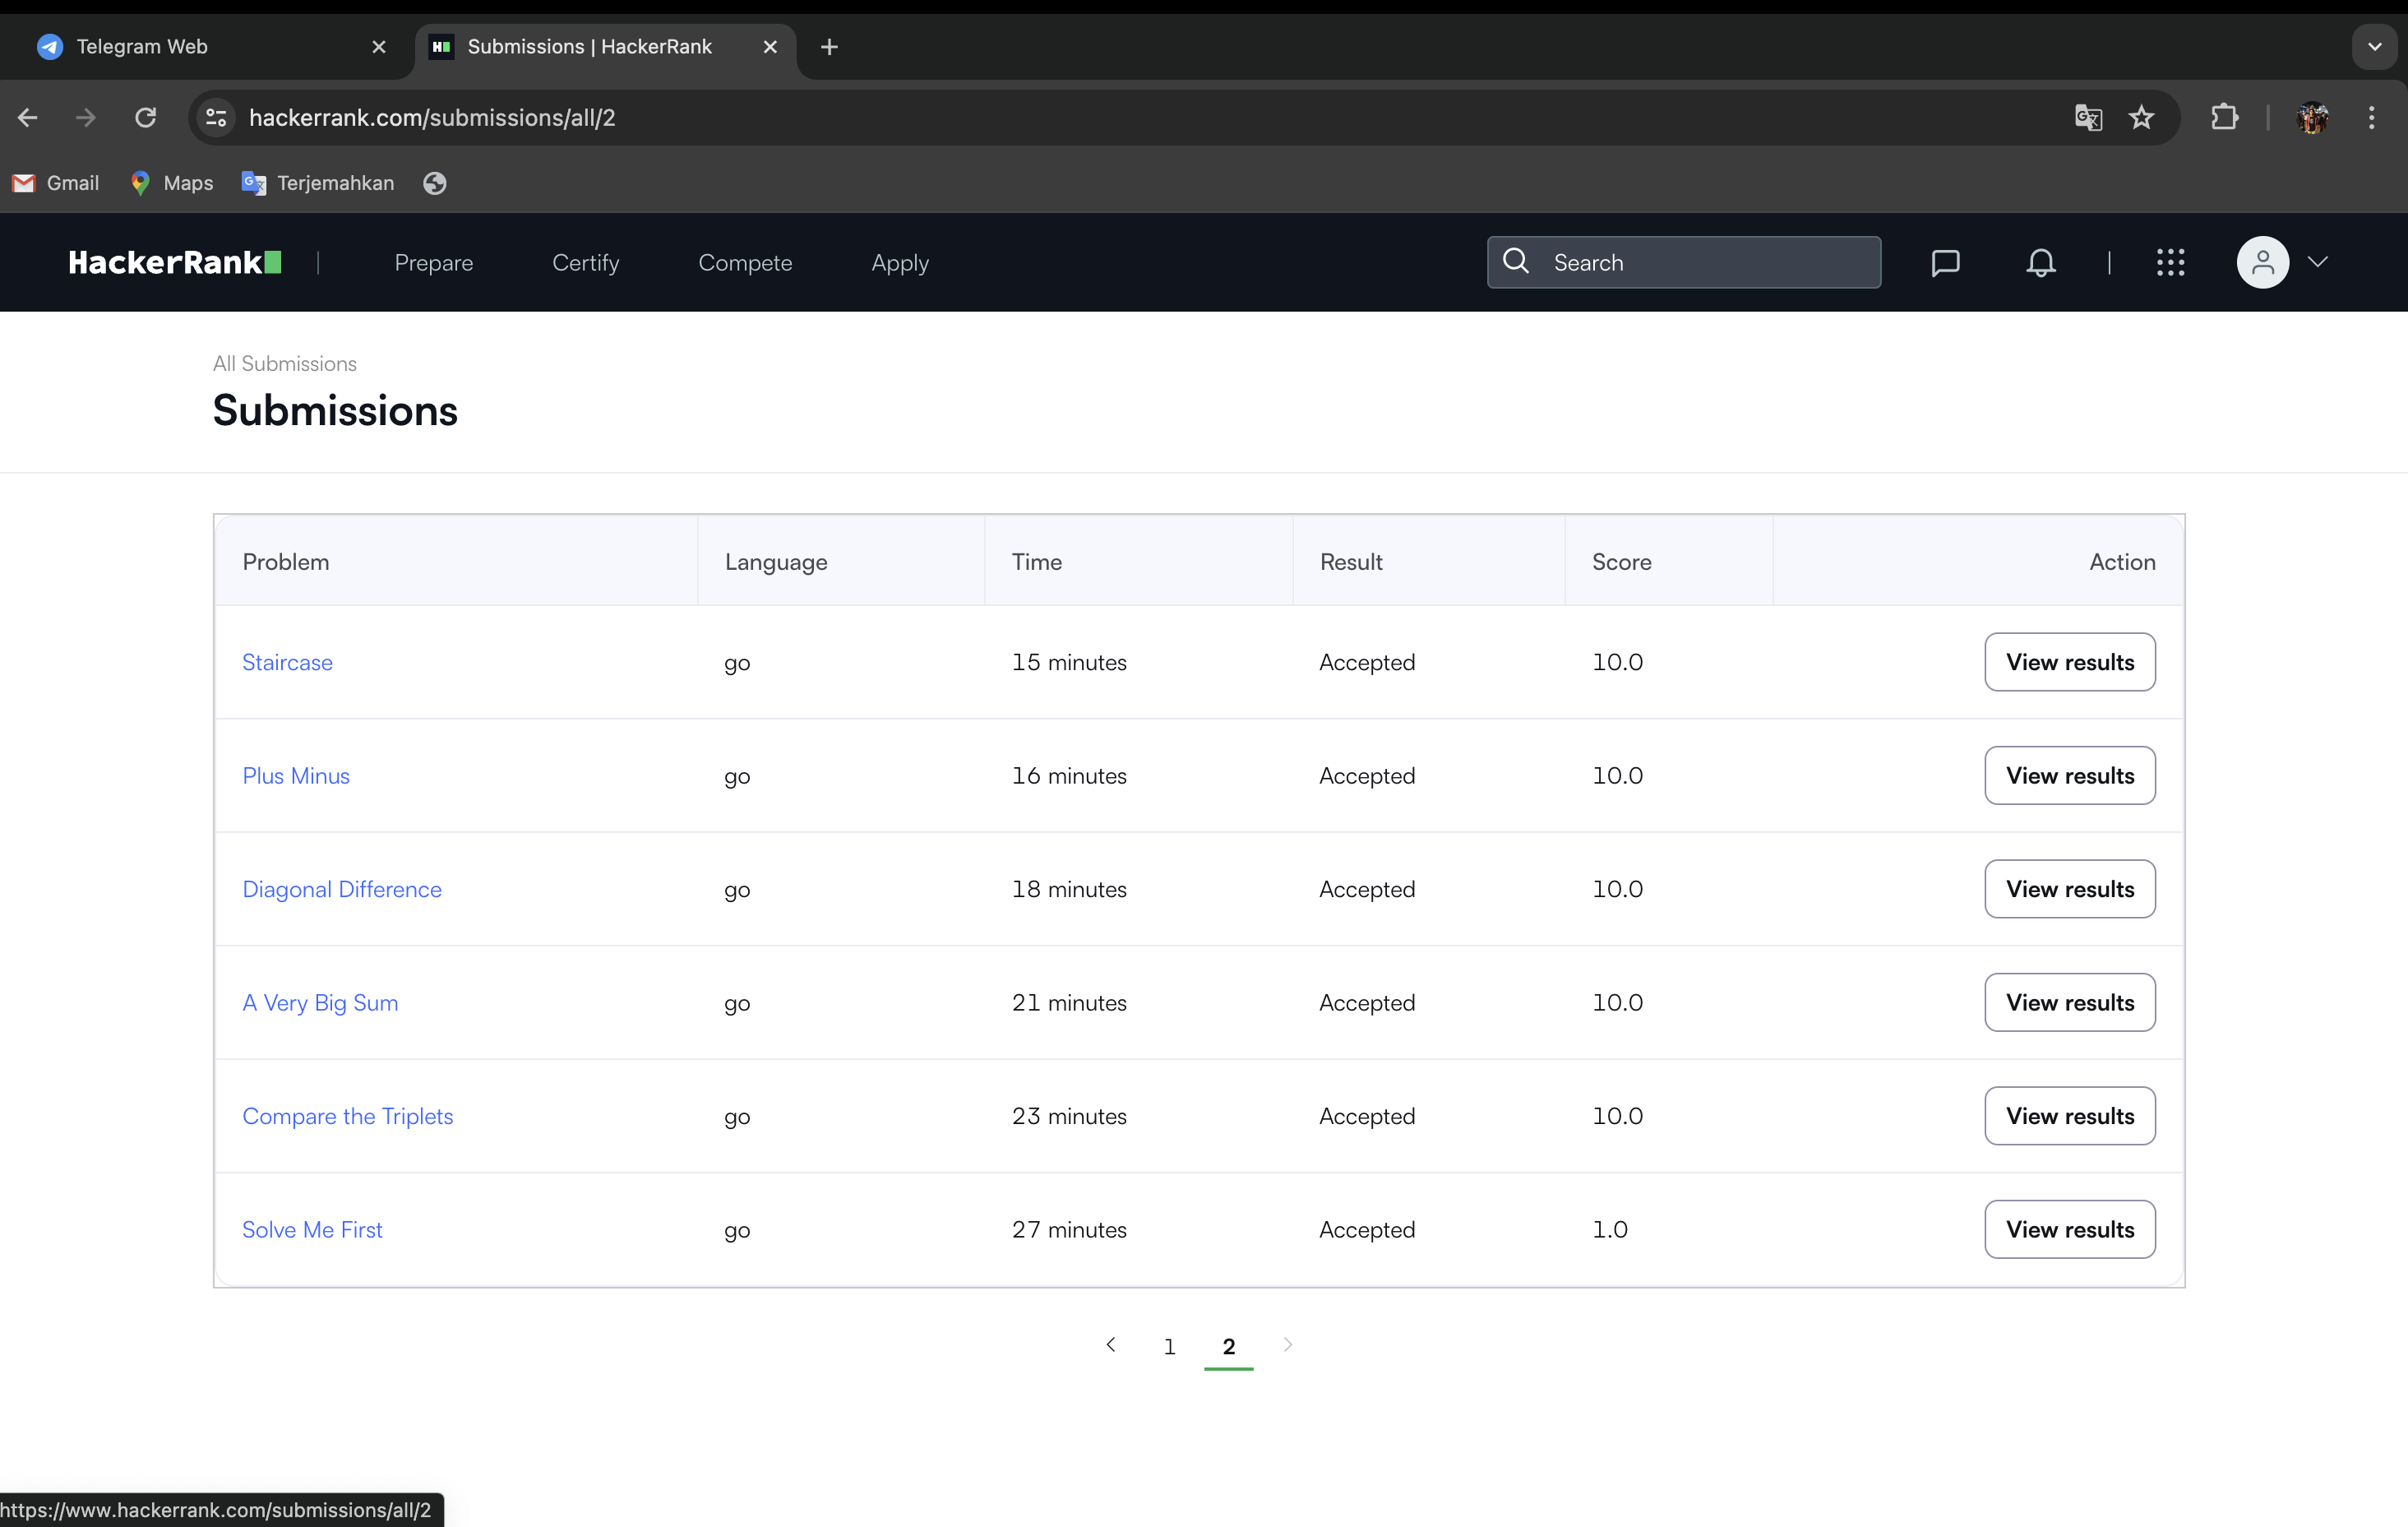 Telegram Web
Submissions | HackerRank
hackerrank.com/submissions/all/2
Gmail Maps Terjemahkan
HackerRank Prepare Certify Compete Apply Search
All Submissions
Submissions
Problem Language Time Result Score Action
Staircase go 15 minutes Accepted 10.0 View results
Plus Minus go 16 minutes Accepted 10.0 View results
Diagonal Difference go 18 minutes Accepted 10.0 View results
A Very Big Sum go 21 minutes Accepted 10.0 View results
Compare the Triplets go 23 minutes Accepted 10.0 View results
Solve Me First go 27 minutes Accepted 1.0 View results
1 2
https://www.hackerrank.com/submissions/all/2